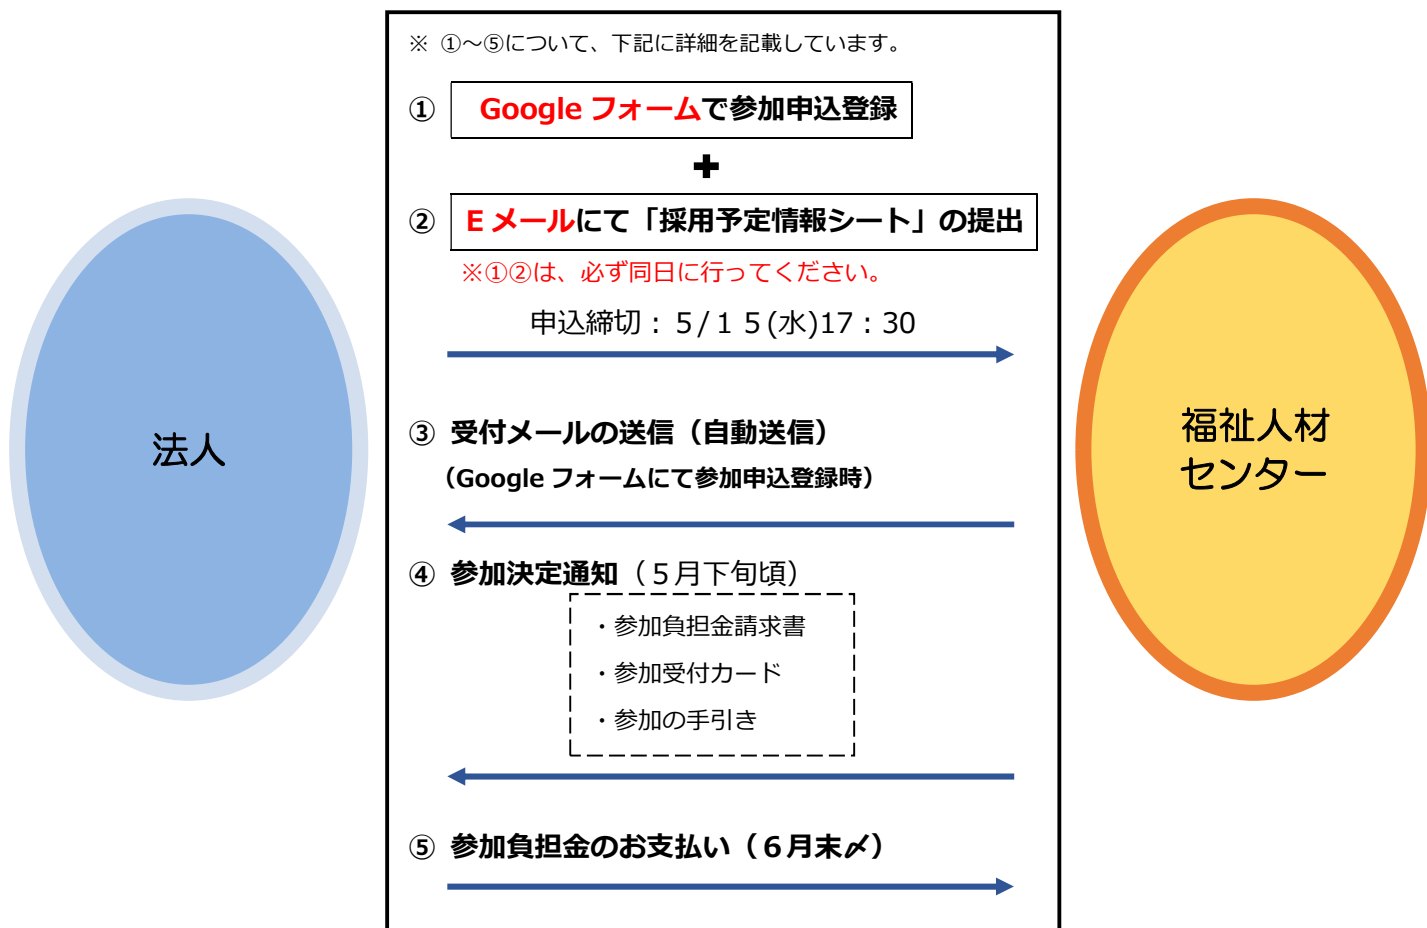 ※ ①～⑤について、下記に詳細を記載しています。
① Google フォームで参加申込登録
+
② E メールにて「採用予定情報シート」の提出
※①②は、必ず同日に行ってください。
申込締切：５/１５(水)17：30
③ 受付メールの送信（自動送信）
（Google フォームにて参加申込登録時）
④ 参加決定通知（５月下旬頃）
・参加負担金請求書
・参加受付カード
・参加の手引き
⑤ 参加負担金のお支払い（６月末〆）
法人
福祉人材
センター